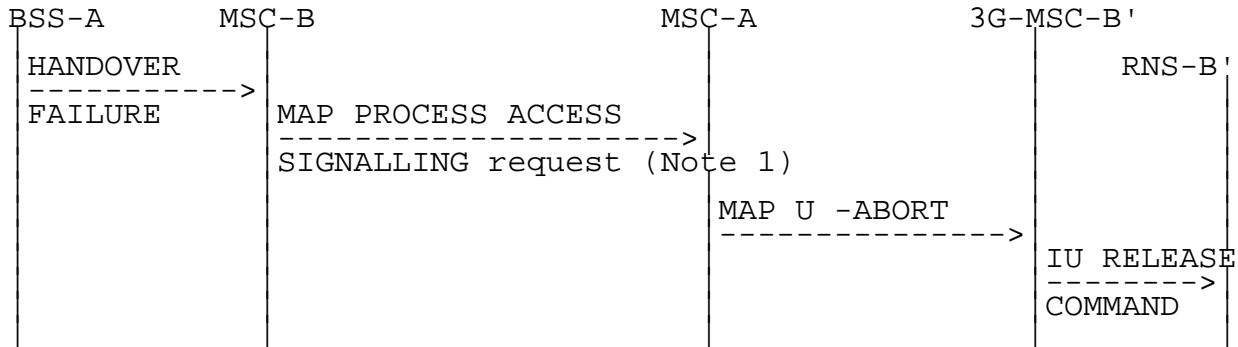 BSS-A MSC-B MSC-A 3G-MSC-B'
HANDOVER RNS-B'
----------->
FAILURE MAP PROCESS ACCESS
--------------------->
SIGNALLING request (Note 1)
MAP U -ABORT
--------------->
IU RELEASE
-------->
COMMAND